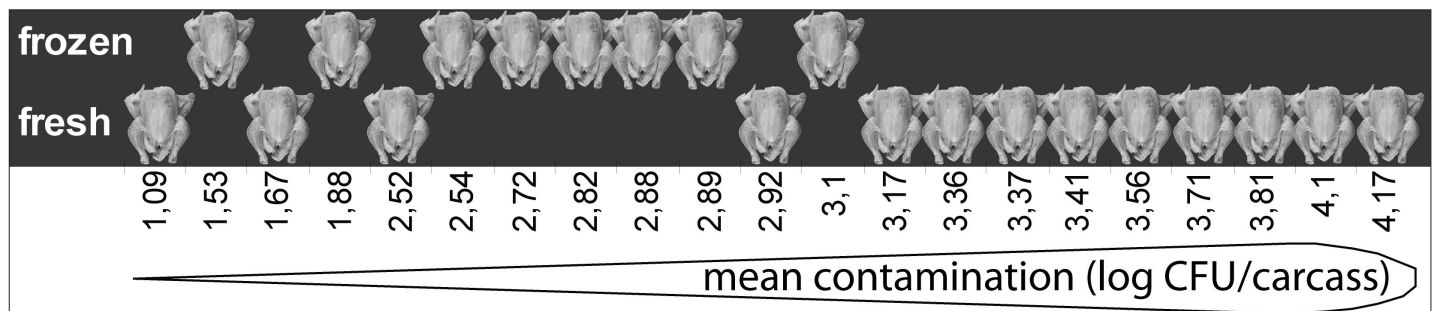 frozen
fresh
1,09 1,53 1,67 1,88 2,52 2,54 2,72 2,82 2,88 2,89 2,92 3,1 3,17 3,36 3,37 3,41 3,56 3,71 3,81 4,1 4,17
mean contamination (log CFU/carcass)